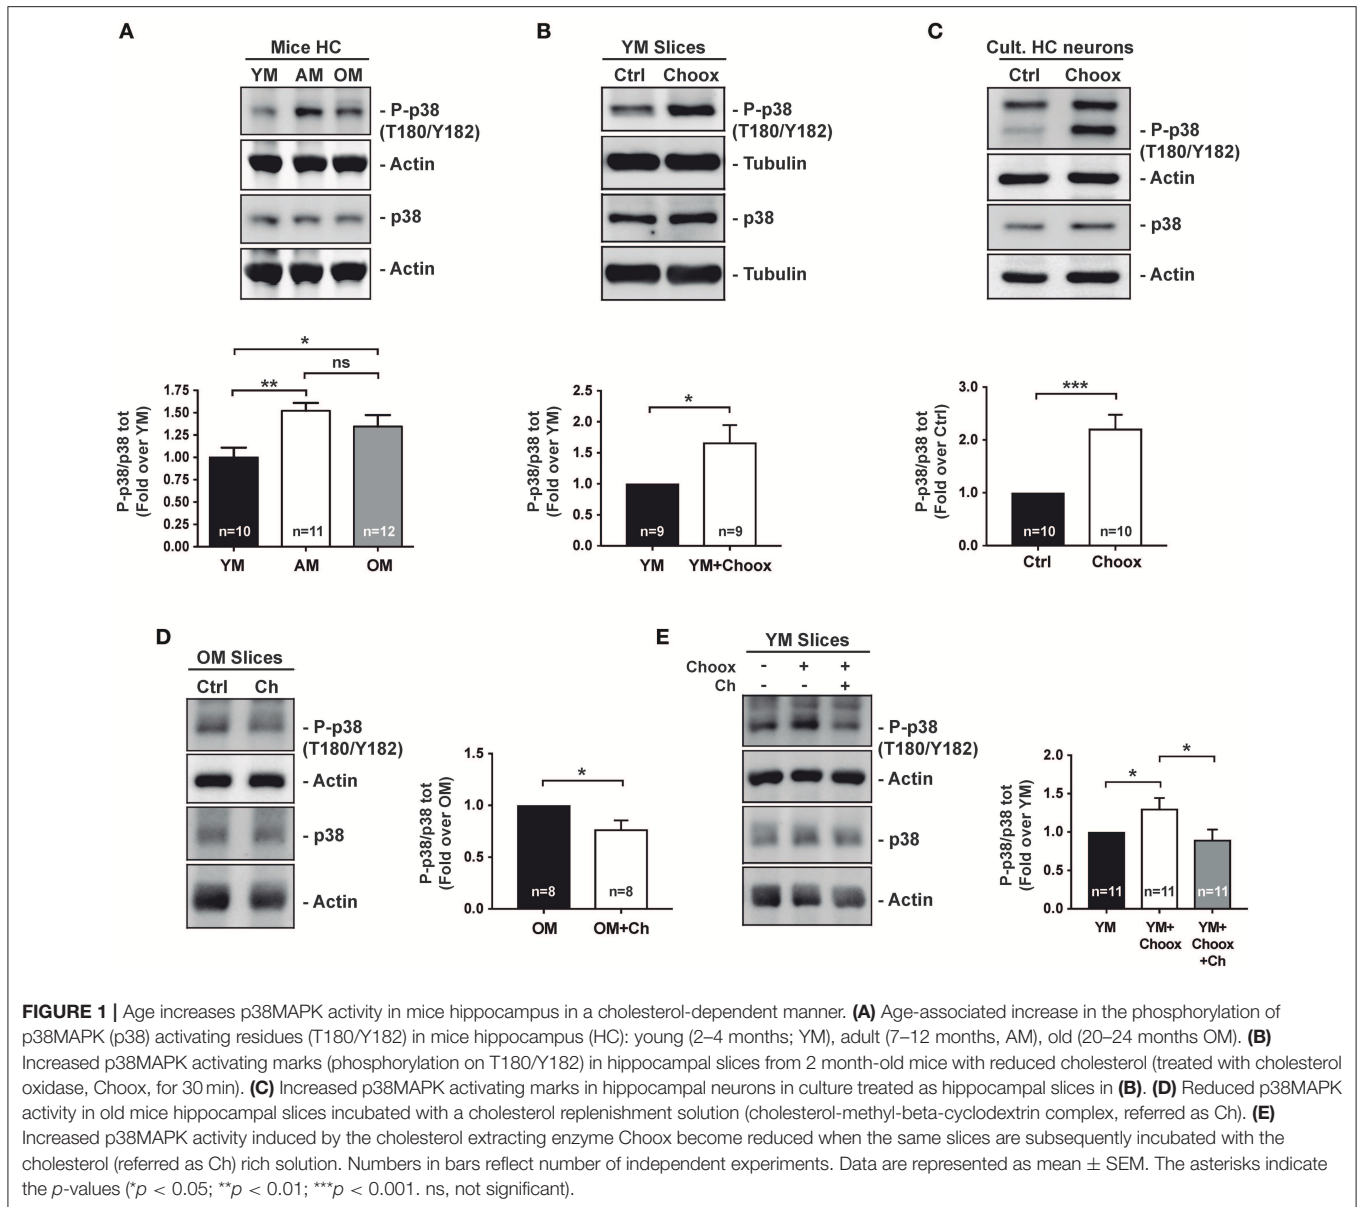 A
Mice HC
YM AM OM
- P-p38
(T180/Y182)
- Actin
- p38
- Actin
P-p38/p38 tot
(Fold over YM)
1.75
1.50
1.25
1.00
0.75
0.50
0.25
0.00
*
ns
**
n=10 n=11 n=12
YM AM OM
B
YM Slices
Ctrl Choox
- P-p38
(T180/Y182)
- Tubulin
- p38
- Tubulin
P-p38/p38 tot
(Fold over YM)
2.5
2.0
1.5
1.0
0.5
0.0
*
n=9 n=9
YM YM+Choox
C
Cult. HC neurons
Ctrl Choox
- P-p38
(T180/Y182)
- Actin
- p38
- Actin
P-p38/p38 tot
(Fold over Ctrl)
3.0
2.0
1.0
0.0
***
n=10 n=10
Ctrl Choox
D
OM Slices
Ctrl Ch
- P-p38
(T180/Y182)
- Actin
- p38
- Actin
P-p38/p38 tot
(Fold over OM)
1.5
1.0
0.5
0.0
*
n=8 n=8
OM OM+Ch
E
YM Slices
Choox - + +
Ch - - +
- P-p38
(T180/Y182)
- Actin
- p38
- Actin
P-p38/p38 tot
(Fold over YM)
2.0
1.5
1.0
0.5
0.0
*
*
n=11 n=11 n=11
YM YM+ YM+
Choox Choox
+Ch
FIGURE 1 | Age increases p38MAPK activity in mice hippocampus in a cholesterol-dependent manner. (A) Age-associated increase in the phosphorylation of
p38MAPK (p38) activating residues (T180/Y182) in mice hippocampus (HC): young (2–4 months; YM), adult (7–12 months, AM), old (20–24 months OM). (B)
Increased p38MAPK activating marks (phosphorylation on T180/Y182) in hippocampal slices from 2 month-old mice with reduced cholesterol (treated with cholesterol
oxidase, Choox, for 30 min). (C) Increased p38MAPK activating marks in hippocampal neurons in culture treated as hippocampal slices in (B). (D) Reduced p38MAPK
activity in old mice hippocampal slices incubated with a cholesterol replenishment solution (cholesterol-methyl-beta-cyclodextrin complex, referred as Ch). (E)
Increased p38MAPK activity induced by the cholesterol extracting enzyme Choox become reduced when the same slices are subsequently incubated with the
cholesterol (referred as Ch) rich solution. Numbers in bars reflect number of independent experiments. Data are represented as mean ± SEM. The asterisks indicate
the p-values (*p < 0.05; **p < 0.01; ***p < 0.001. ns, not significant).